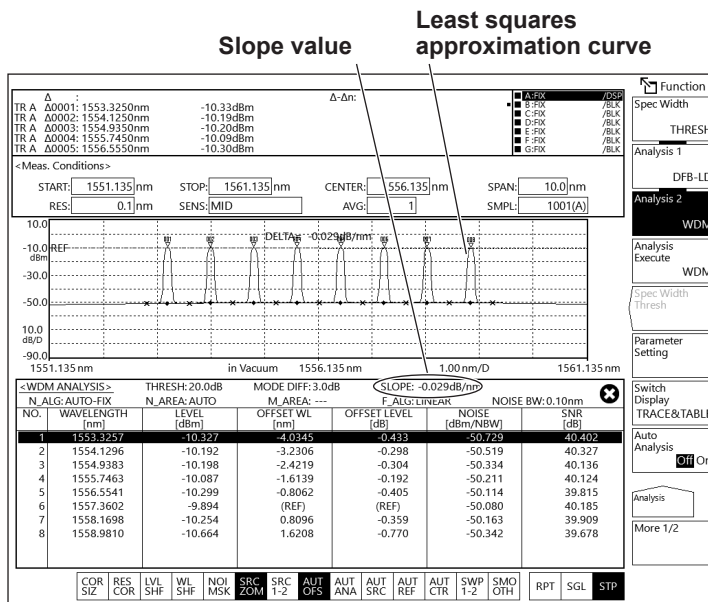 Least squares
Slope value approximation curve
Function
Δ :
Δ-Δn:
TR A Δ0001: 1553.3250nm -10.33dBm
TR A Δ0002: 1554.1250nm -10.19dBm
TR A Δ0003: 1554.9350nm -10.20dBm
TR A Δ0004: 1555.7450nm -10.09dBm
TR A Δ0005: 1556.5550nm -10.30dBm
A:FIX /DSP
B:FIX /BLK
C:FIX /BLK
D:FIX /BLK
E:FIX /BLK
F:FIX /BLK
G:FIX /BLK
<Meas. Conditions>
START: 1551.135 nm STOP: 1561.135 nm CENTER: 556.135 nm SPAN: 10.0 nm
RES: 0.1 nm SENS: MID AVG: 1 SMPL: 1001(A)
10.0
DELTA= -0.029dB/nm
-10.0 REF
dBm
-30.0
-50.0
10.0
dB/D
-90.0
1551.135 nm in Vacuum 1556.135 nm 1.00 nm/D 1561.135 nm
<WDM ANALYSIS> THRESH: 20.0dB MODE DIFF: 3.0dB SLOPE: -0.029dB/nm
N_ALG: AUTO-FIX N_AREA: AUTO M_AREA: --- F_ALG: LINEAR NOISE BW: 0.10nm
NO. WAVELENGTH LEVEL OFFSET WL OFFSET LEVEL NOISE SNR
[nm] [dBm] [nm] [dB] [dBm/NBW] [dB]
1 1553.3257 -10.327 -4.0345 -0.433 -50.729 40.402
2 1554.1296 -10.192 -3.2306 -0.298 -50.519 40.327
3 1554.9383 -10.198 -2.4219 -0.304 -50.334 40.136
4 1555.7463 -10.087 -1.6139 -0.192 -50.211 40.124
5 1556.5541 -10.299 -0.8062 -0.405 -50.114 39.815
6 1557.3602 -9.894 (REF) (REF) -50.080 40.185
7 1558.1698 -10.254 0.8096 -0.359 -50.163 39.909
8 1558.9810 -10.664 1.6208 -0.770 -50.342 39.678
COR SIZ RES COR LVL SHF WL SHF NOI MSK SRC ZOM SRC 1-2 AUT OFS AUT ANA AUT SRC AUT REF AUT CTR SWP 1-2 SMO OTH RPT SGL STP
Spec Width
THRESH
Analysis 1
DFB-LD
Analysis 2
WDM
Analysis
Execute
WDM
Spec Width
Thresh
Parameter
Setting
Switch
Display
TRACE&TABLE
Auto
Analysis
Off On
Analysis
More 1/2